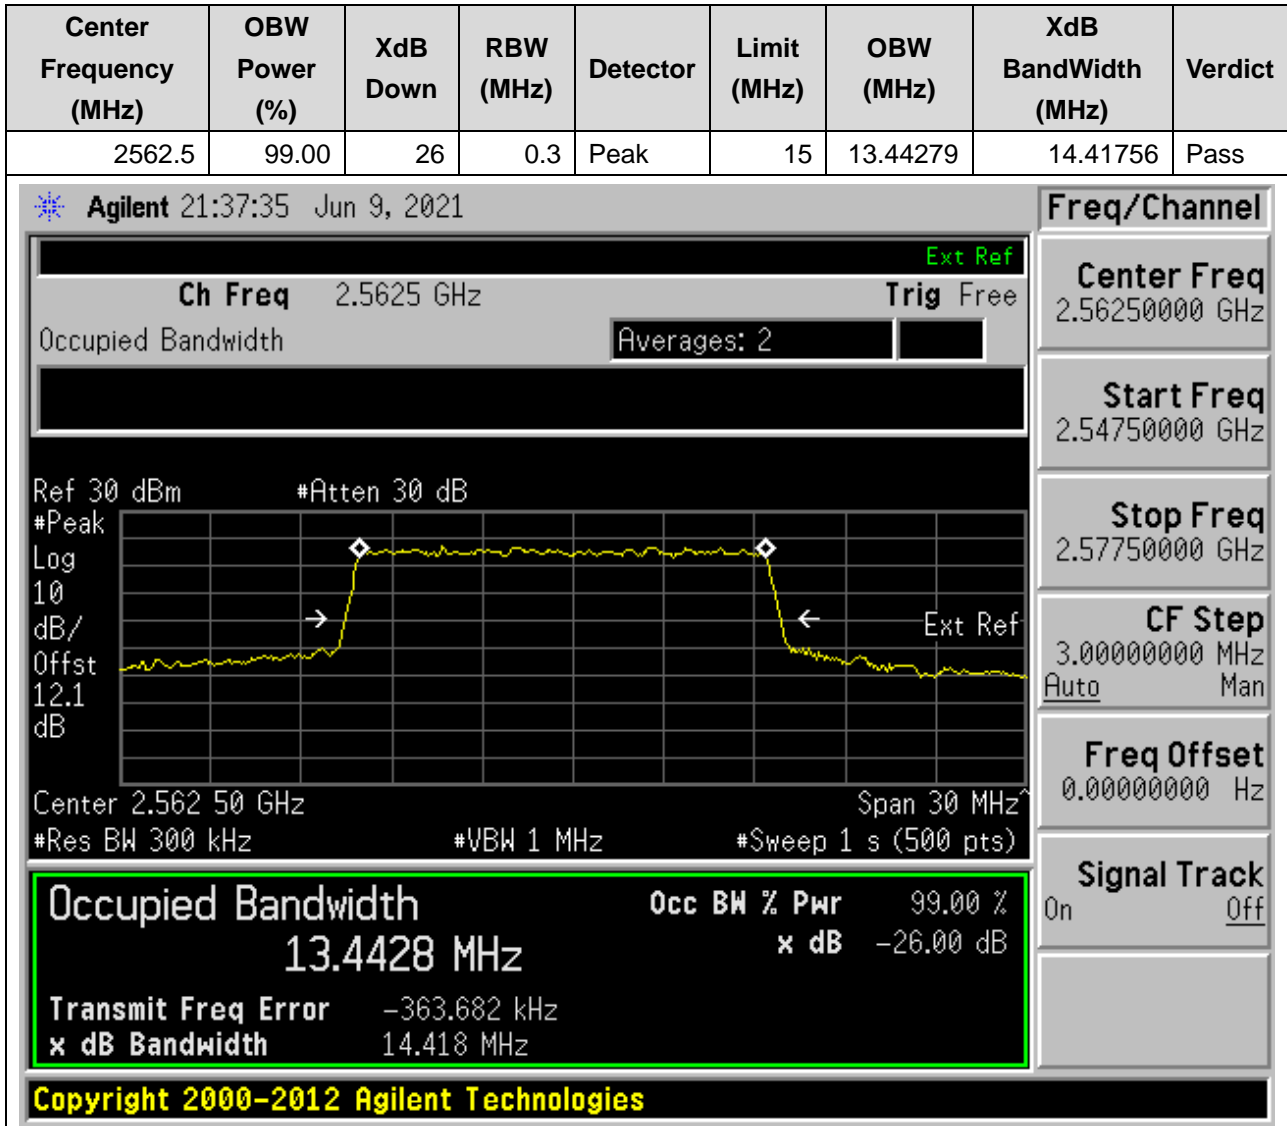 Center Frequency (MHz) OBW Power (%) XdB Down RBW (MHz) Detector Limit (MHz) OBW (MHz) XdB BandWidth (MHz) Verdict
2562.5 99.00 26 0.3 Peak 15 13.44279 14.41756 Pass
Agilent 21:37:35 Jun 9, 2021
Freq/Channel
Ext Ref
Ch Freq 2.5625 GHz Trig Free
Occupied Bandwidth Averages: 2
Center Freq
2.56250000 GHz
Start Freq
2.54750000 GHz
Stop Freq
2.57750000 GHz
CF Step
3.00000000 MHz
Auto Man
Freq Offset
0.00000000 Hz
Signal Track
On Off
Ref 30 dBm #Atten 30 dB
#Peak
Log
10
dB/
Offst
12.1
dB
Ext Ref
Center 2.562 50 GHz Span 30 MHz^
#Res BW 300 kHz #VBW 1 MHz #Sweep 1 s (500 pts)
Occupied Bandwidth Occ BW % Pwr 99.00 %
13.4428 MHz x dB -26.00 dB
Transmit Freq Error -363.682 kHz
x dB Bandwidth 14.418 MHz
Copyright 2000-2012 Agilent Technologies